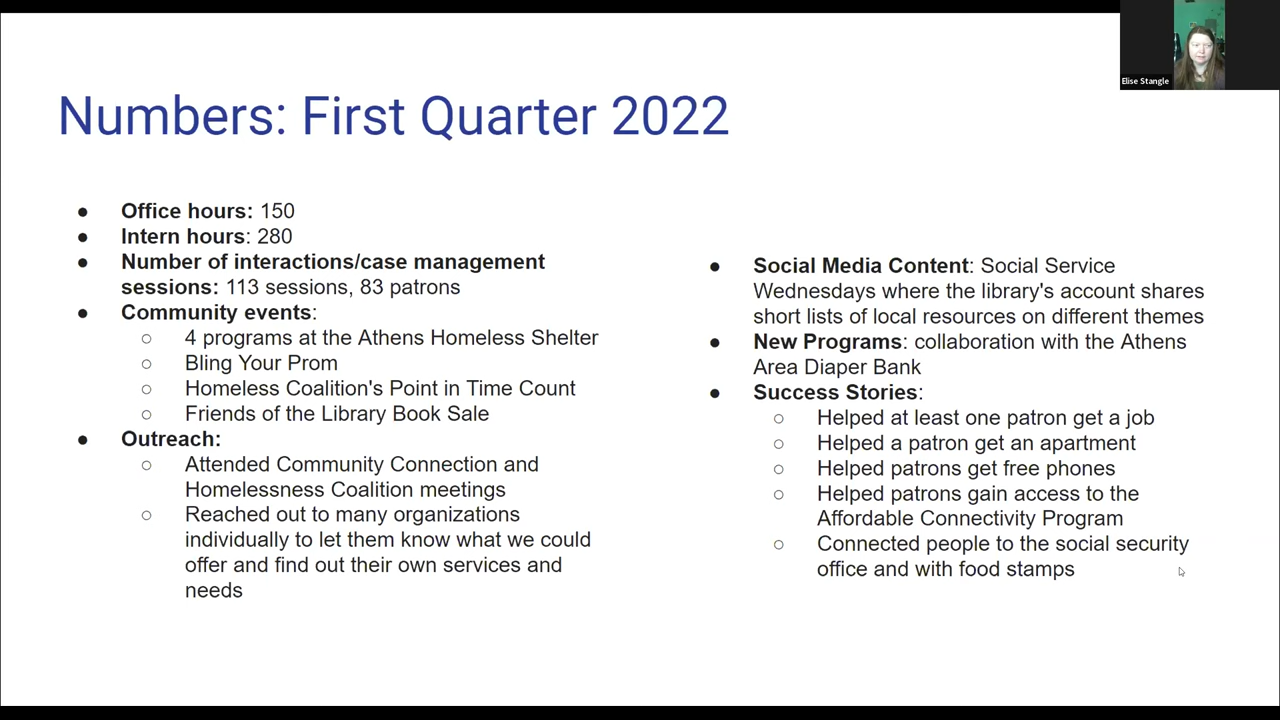 Elise Stangle
Numbers: First Quarter 2022
● Office hours: 150
● Intern hours: 280
● Number of interactions/case management
sessions: 113 sessions, 83 patrons
● Community events:
○ 4 programs at the Athens Homeless Shelter
○ Bling Your Prom
○ Homeless Coalition's Point in Time Count
○ Friends of the Library Book Sale
● Outreach:
○ Attended Community Connection and
Homelessness Coalition meetings
○ Reached out to many organizations
individually to let them know what we could
offer and find out their own services and
needs
● Social Media Content: Social Service
Wednesdays where the library's account shares
short lists of local resources on different themes
● New Programs: collaboration with the Athens
Area Diaper Bank
● Success Stories:
○ Helped at least one patron get a job
○ Helped a patron get an apartment
○ Helped patrons get free phones
○ Helped patrons gain access to the
Affordable Connectivity Program
○ Connected people to the social security
office and with food stamps